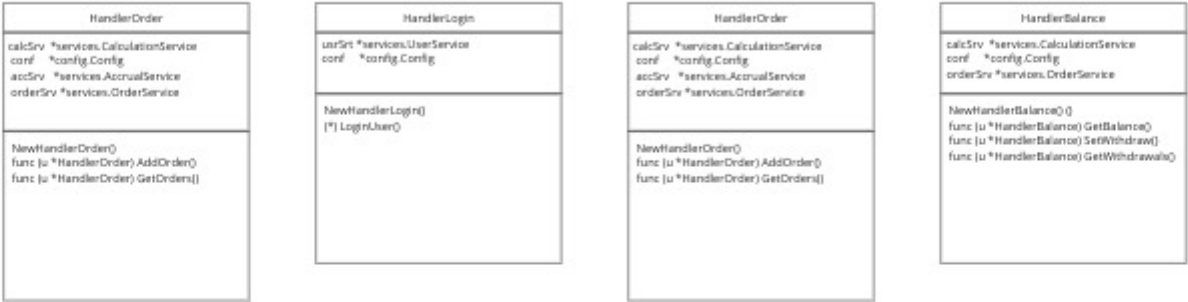 HandlerOrder
calcSrv *services.CalculationService
conf *config.Config
accSrv *services.AccrualService
orderSrv *services.OrderService
NewHandlerOrder()
func (u *HandlerOrder) AddOrder()
func (u *HandlerOrder) GetOrders()
HandlerLogin
usrSrt *services.UserService
conf *config.Config
NewHandlerLogin()
(*) LoginUser()
HandlerOrder
calcSrv *services.CalculationService
conf *config.Config
accSrv *services.AccrualService
orderSrv *services.OrderService
NewHandlerOrder()
func (u *HandlerOrder) AddOrder()
func (u *HandlerOrder) GetOrders()
HandlerBalance
calcSrv *services.CalculationService
conf *config.Config
orderSrv *services.OrderService
NewHandlerBalance() ()
func (u *HandlerBalance) GetBalance()
func (u *HandlerBalance) SetWithdraw()
func (u *HandlerBalance) GetWithdrawals()